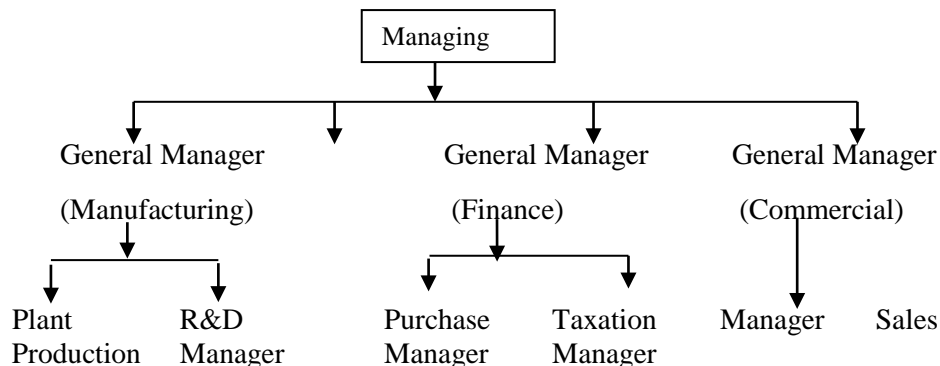 Managing
General Manager General Manager General Manager
(Manufacturing) (Finance) (Commercial)
Plant R&D Purchase Taxation Manager Sales
Production Manager Manager Manager